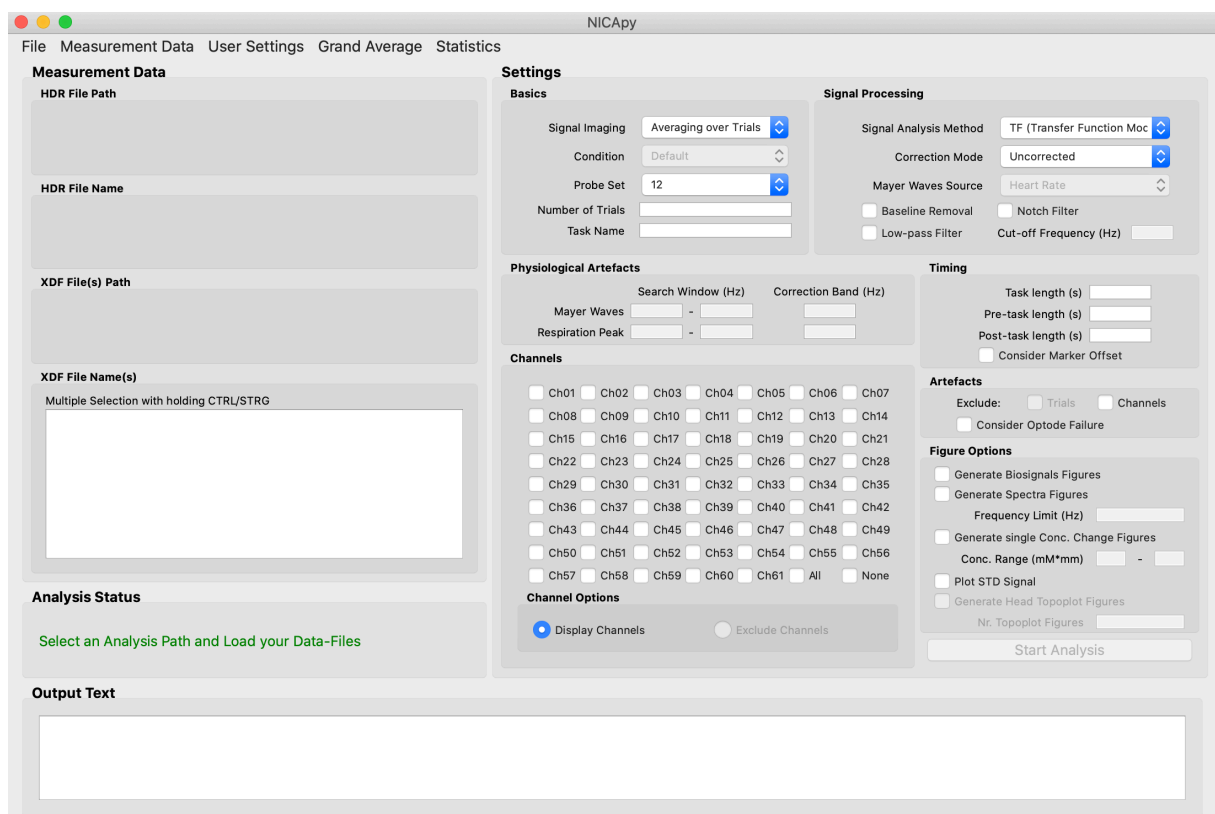 NICApy
File Measurement Data User Settings Grand Average Statistics
Measurement Data
HDR File Path
HDR File Name
XDF File(s) Path
XDF File Name(s)
Multiple Selection with holding CTRL/STRG
Analysis Status
Select an Analysis Path and Load your Data-Files
Settings
Basics
Signal Imaging Averaging over Trials
Condition Default
Probe Set 12
Number of Trials
Task Name
Signal Processing
Signal Analysis Method TF (Transfer Function Moc
Correction Mode Uncorrected
Mayer Waves Source Heart Rate
Baseline Removal Notch Filter
Low-pass Filter Cut-off Frequency (Hz)
Physiological Artefacts
Search Window (Hz) Correction Band (Hz)
Mayer Waves -
Respiration Peak -
Channels
Ch01 Ch02 Ch03 Ch04 Ch05 Ch06 Ch07
Ch08 Ch09 Ch10 Ch11 Ch12 Ch13 Ch14
Ch15 Ch16 Ch17 Ch18 Ch19 Ch20 Ch21
Ch22 Ch23 Ch24 Ch25 Ch26 Ch27 Ch28
Ch29 Ch30 Ch31 Ch32 Ch33 Ch34 Ch35
Ch36 Ch37 Ch38 Ch39 Ch40 Ch41 Ch42
Ch43 Ch44 Ch45 Ch46 Ch47 Ch48 Ch49
Ch50 Ch51 Ch52 Ch53 Ch54 Ch55 Ch56
Ch57 Ch58 Ch59 Ch60 Ch61 All None
Channel Options
Display Channels Exclude Channels
Timing
Task length (s)
Pre-task length (s)
Post-task length (s)
Consider Marker Offset
Artefacts
Exclude: Trials Channels
Consider Optode Failure
Figure Options
Generate Biosignals Figures
Generate Spectra Figures
Frequency Limit (Hz)
Generate single Conc. Change Figures
Conc. Range (mM*mm) -
Plot STD Signal
Generate Head Topoplot Figures
Nr. Topoplot Figures
Start Analysis
Output Text